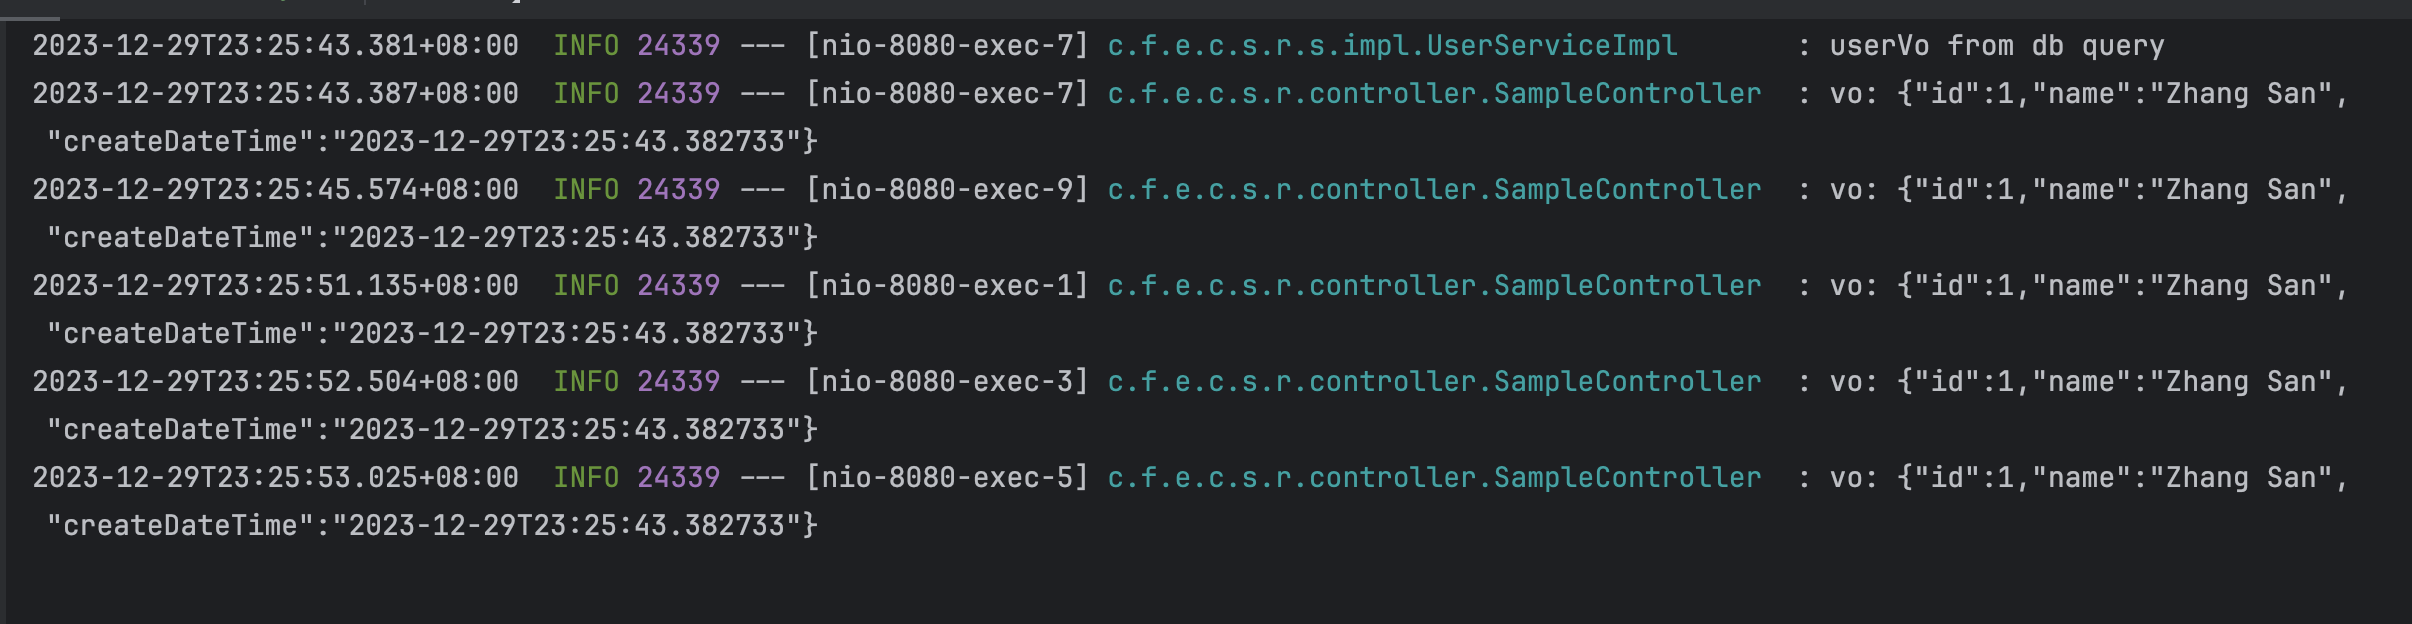 2023-12-29T23:25:43.381+08:00  INFO 24339 --- [nio-8080-exec-7] c.f.e.c.s.r.s.impl.UserServiceImpl       : userVo from db query
2023-12-29T23:25:43.387+08:00  INFO 24339 --- [nio-8080-exec-7] c.f.e.c.s.r.controller.SampleController  : vo: {"id":1,"name":"Zhang San",
"createDateTime":"2023-12-29T23:25:43.382733"}
2023-12-29T23:25:45.574+08:00  INFO 24339 --- [nio-8080-exec-9] c.f.e.c.s.r.controller.SampleController  : vo: {"id":1,"name":"Zhang San",
"createDateTime":"2023-12-29T23:25:43.382733"}
2023-12-29T23:25:51.135+08:00  INFO 24339 --- [nio-8080-exec-1] c.f.e.c.s.r.controller.SampleController  : vo: {"id":1,"name":"Zhang San",
"createDateTime":"2023-12-29T23:25:43.382733"}
2023-12-29T23:25:52.504+08:00  INFO 24339 --- [nio-8080-exec-3] c.f.e.c.s.r.controller.SampleController  : vo: {"id":1,"name":"Zhang San",
"createDateTime":"2023-12-29T23:25:43.382733"}
2023-12-29T23:25:53.025+08:00  INFO 24339 --- [nio-8080-exec-5] c.f.e.c.s.r.controller.SampleController  : vo: {"id":1,"name":"Zhang San",
"createDateTime":"2023-12-29T23:25:43.382733"}